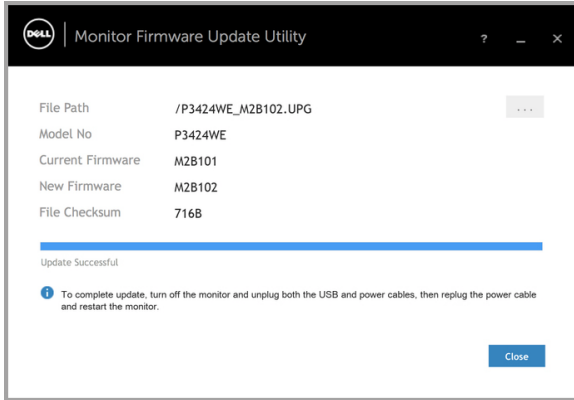 DELL
Monitor Firmware Update Utility ? _ ×
File Path /P3424WE_M2B102.UPG ...
Model No P3424WE
Current Firmware M2B101
New Firmware M2B102
File Checksum 716B
Update Successful
i To complete update, turn off the monitor and unplug both the USB and power cables, then replug the power cable
and restart the monitor.
Close